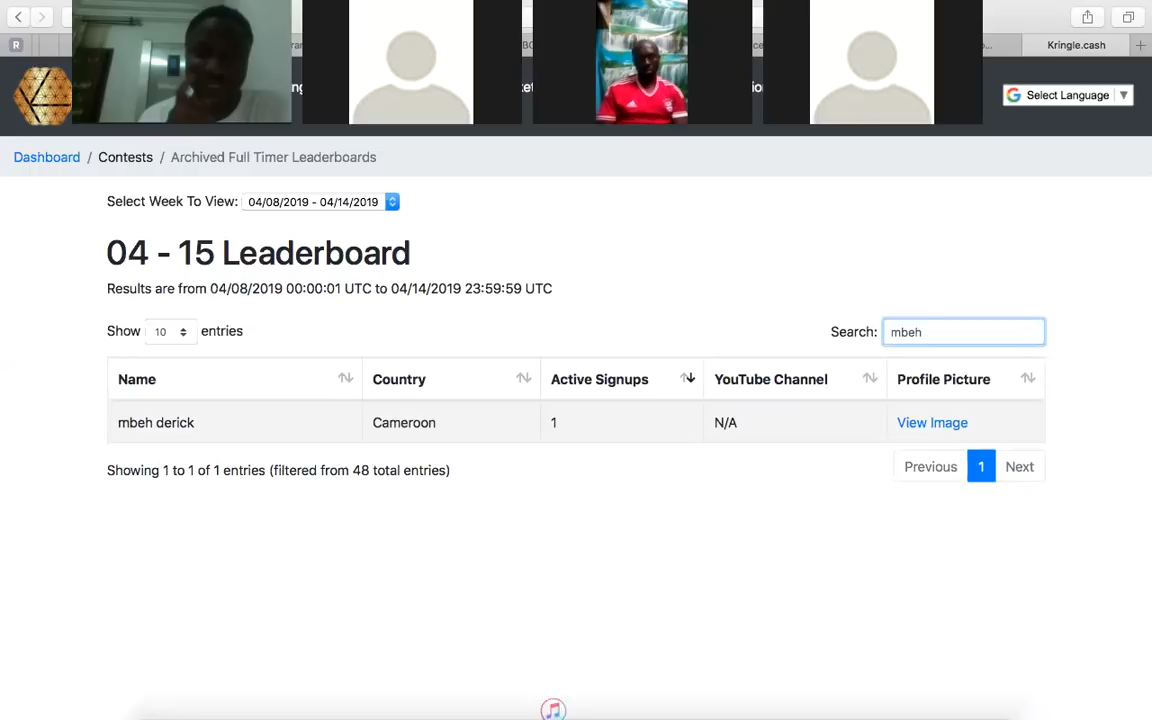 R
Kringle.cash
Select Language
Dashboard / Contests / Archived Full Timer Leaderboards
Select Week To View: 04/08/2019 - 04/14/2019
04 - 15 Leaderboard
Results are from 04/08/2019 00:00:01 UTC to 04/14/2019 23:59:59 UTC
Show 10 entries
Search: mbeh
Name Country Active Signups YouTube Channel Profile Picture
mbeh derick Cameroon 1 N/A View Image
Showing 1 to 1 of 1 entries (filtered from 48 total entries)
Previous 1 Next